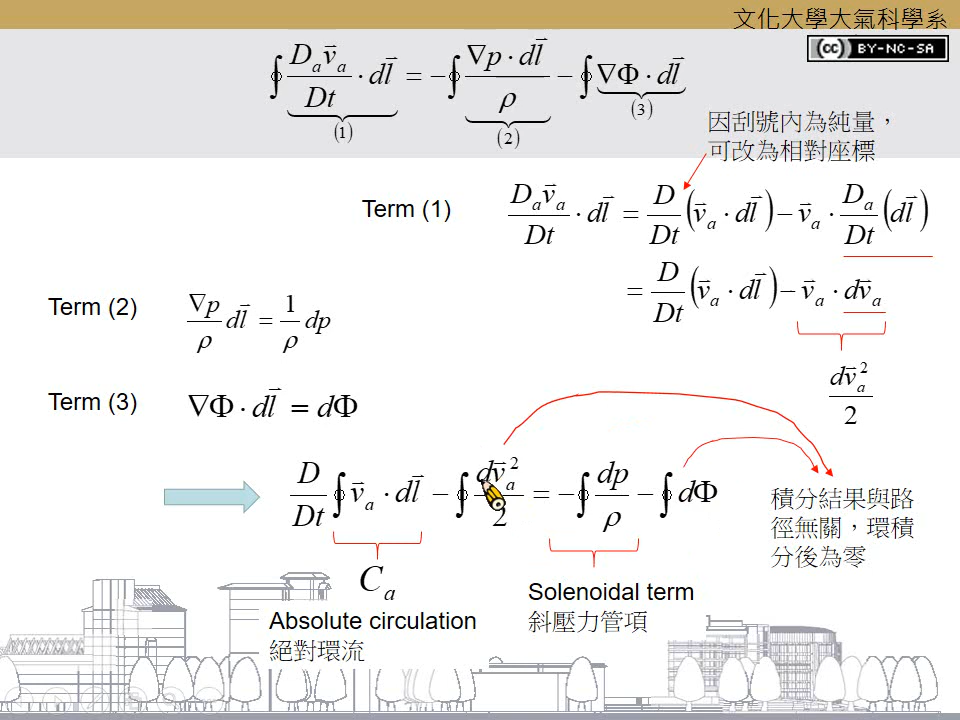 文化大學大氣科學系
(cc) BY-NC-SA
∮ D_a v⃗_a / Dt · dl⃗ = −∮ ∇p · dl⃗ / ρ − ∮ ∇Φ · dl⃗
(1) (2) (3)
因刮號內為純量，
可改為相對座標
Term (1) D_a v⃗_a / Dt · dl⃗ = D/Dt (v⃗_a · dl⃗) − v⃗_a · D_a/Dt (dl⃗)
= D/Dt (v⃗_a · dl⃗) − v⃗_a · dv⃗_a
dv⃗_a² / 2
Term (2) ∇p/ρ dl⃗ = 1/ρ dp
Term (3) ∇Φ · dl⃗ = dΦ
D/Dt ∮ v⃗_a · dl⃗ − ∮ dv⃗_a² / 2 = −∮ dp/ρ − ∮ dΦ
積分結果與路
徑無關，環積
分後為零
C_a
Absolute circulation
絕對環流
Solenoidal term
斜壓力管項